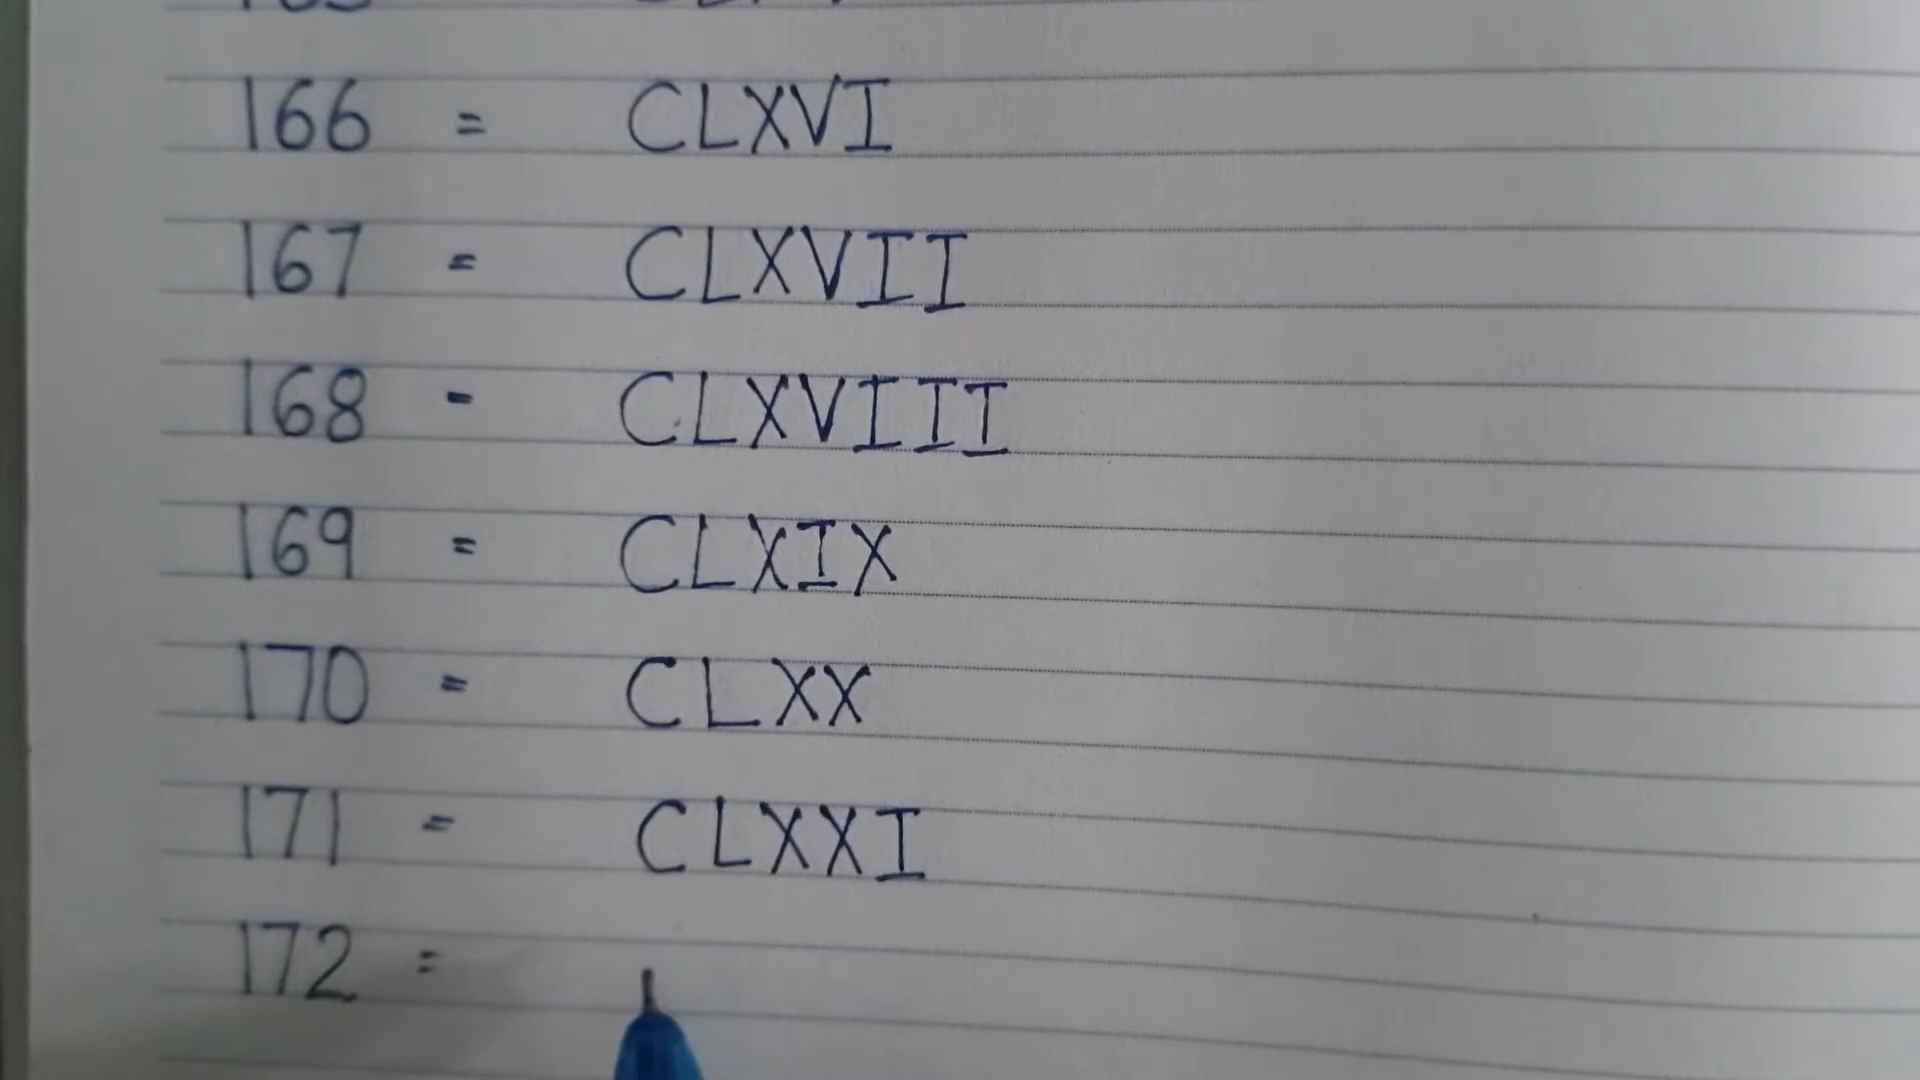 166 = CLXVI
167 = CLXVII
168 = CLXVIII
169 = CLXIX
170 = CLXX
171 = CLXXI
172 =